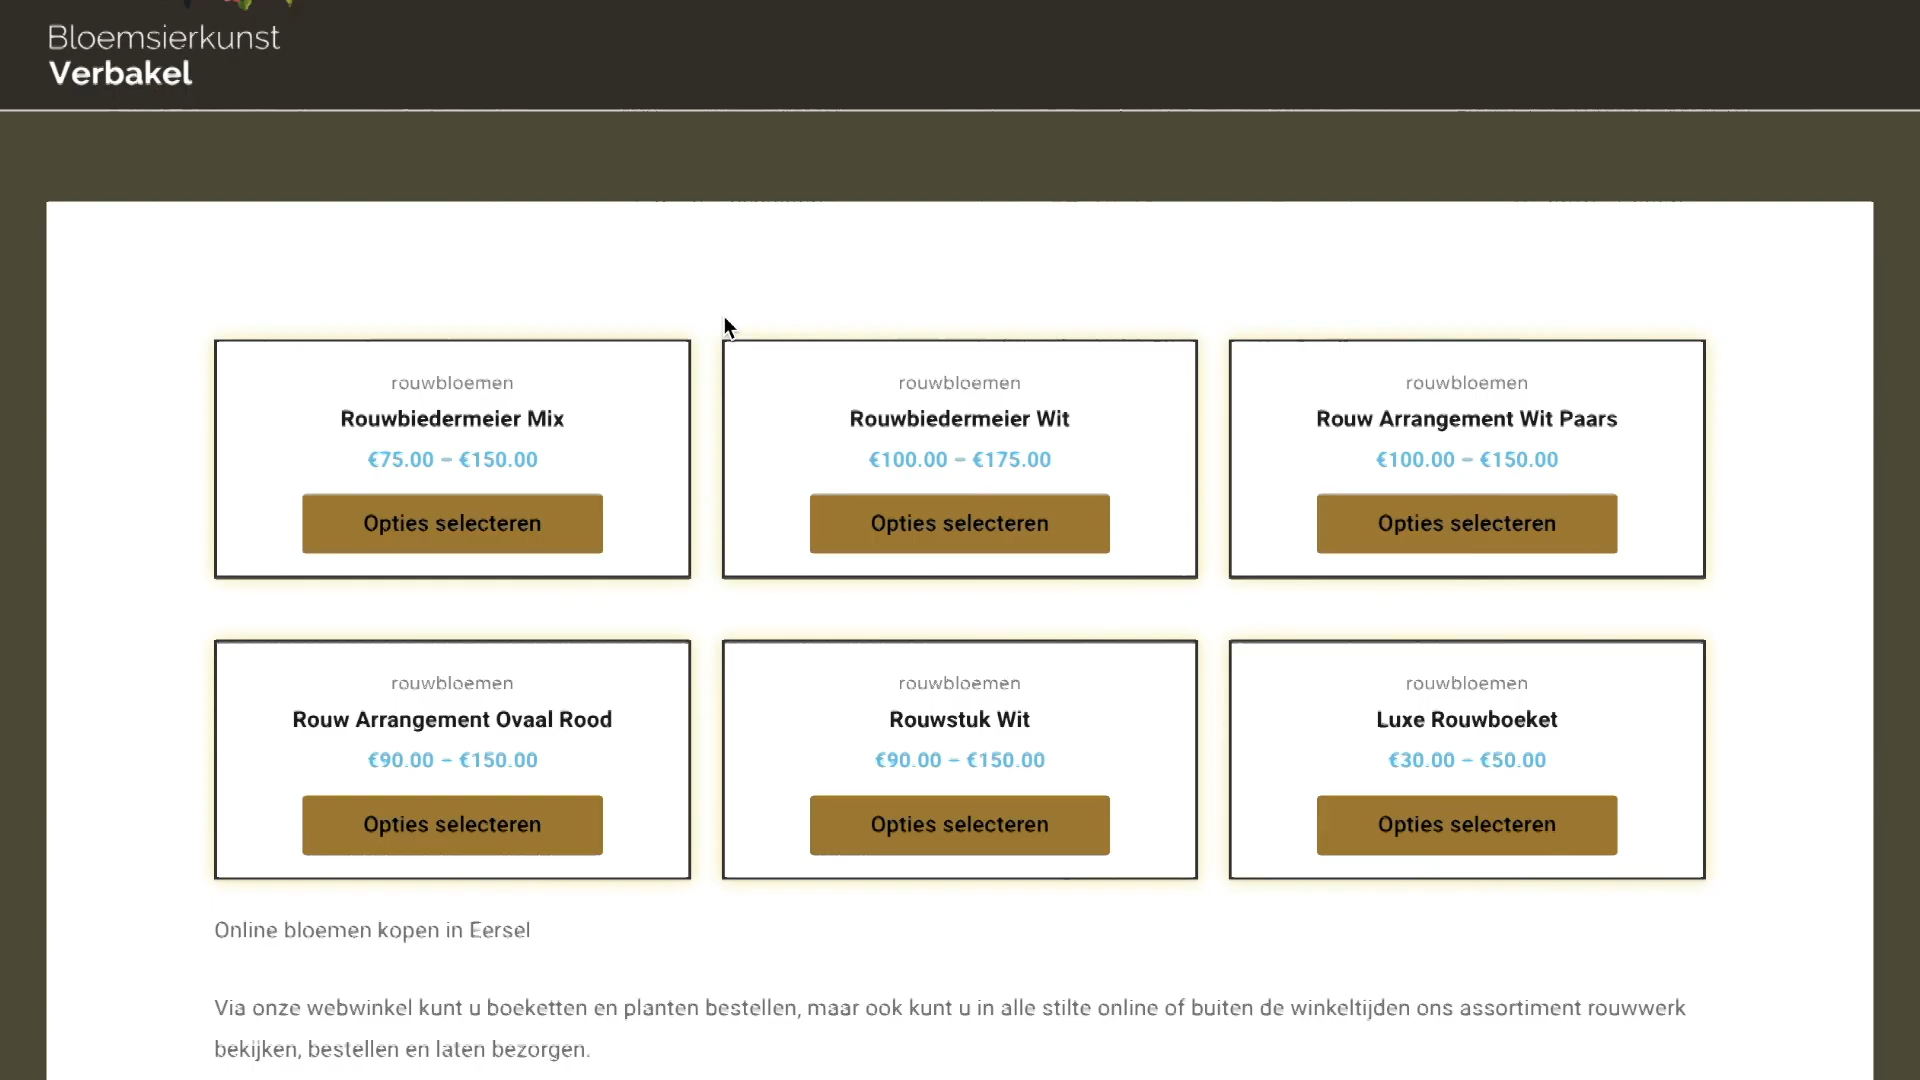 Bloemsierkunst
Verbakel
rouwbloemen
Rouwbiedermeier Mix
€75.00 – €150.00
Opties selecteren
rouwbloemen
Rouwbiedermeier Wit
€100.00 – €175.00
Opties selecteren
rouwbloemen
Rouw Arrangement Wit Paars
€100.00 – €150.00
Opties selecteren
rouwbloemen
Rouw Arrangement Ovaal Rood
€90.00 – €150.00
Opties selecteren
rouwbloemen
Rouwstuk Wit
€90.00 – €150.00
Opties selecteren
rouwbloemen
Luxe Rouwboeket
€30.00 – €50.00
Opties selecteren
Online bloemen kopen in Eersel
Via onze webwinkel kunt u boeketten en planten bestellen, maar ook kunt u in alle stilte online of buiten de winkeltijden ons assortiment rouwwerk
bekijken, bestellen en laten bezorgen.